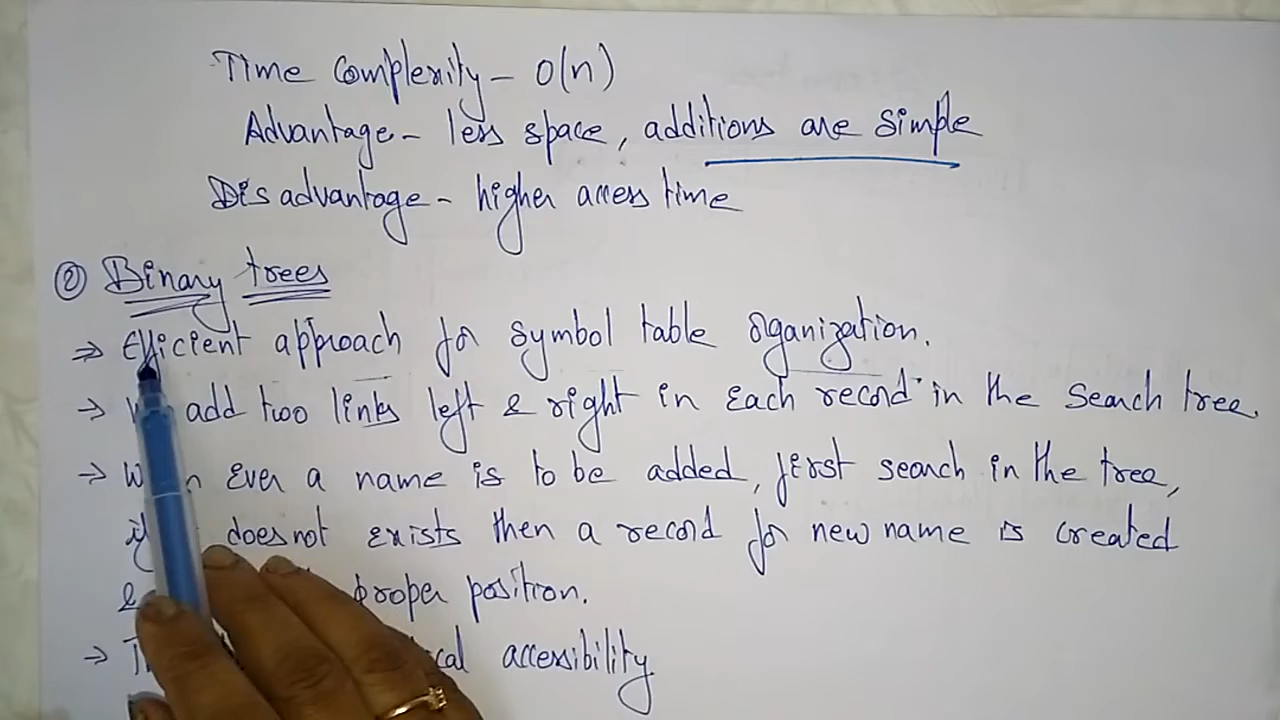 Time Complexity - O(n)
Advantage - less space, additions are simple
Disadvantage - higher access time
② Binary trees
⇒ Efficient approach for symbol table organization.
→ add two links left & right in each record in the search tree.
→ Ever a name is to be added, first search in the tree,
does not exists then a record for new name is created
& proper position.
→ accessibility